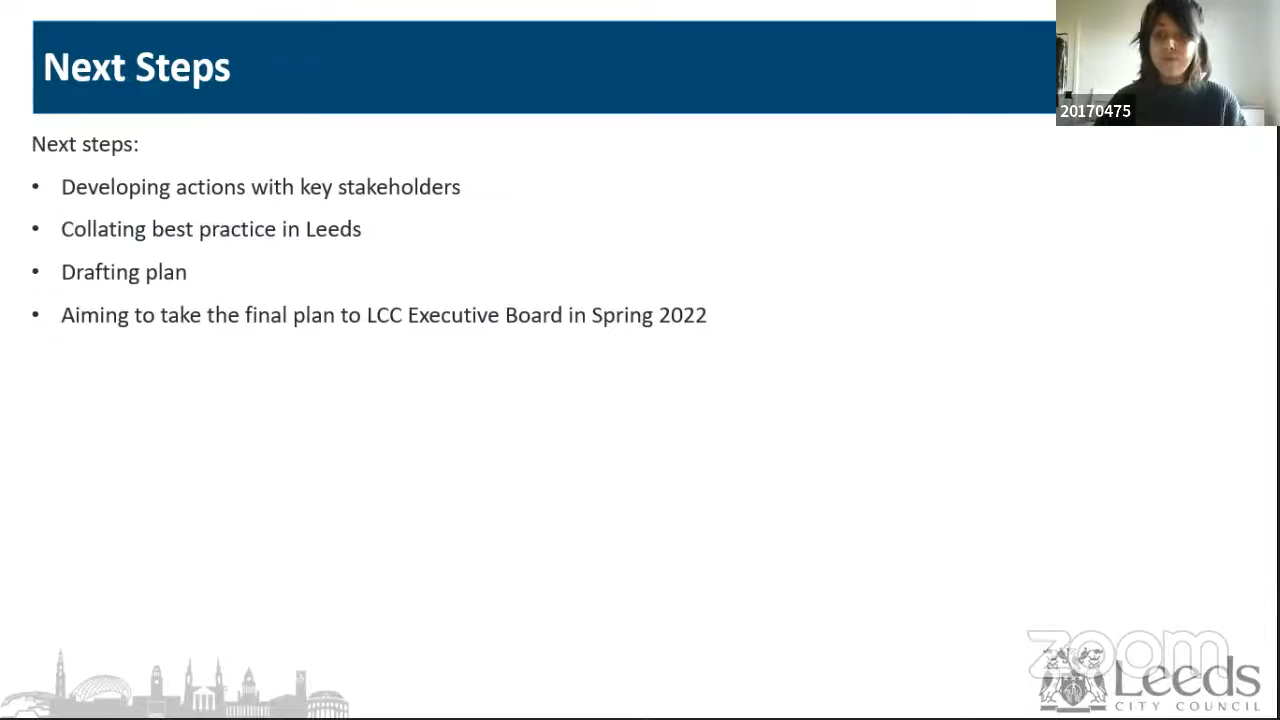 Next Steps
20170475
Next steps:
• Developing actions with key stakeholders
• Collating best practice in Leeds
• Drafting plan
• Aiming to take the final plan to LCC Executive Board in Spring 2022
zoom
Leeds
CITY COUNCIL